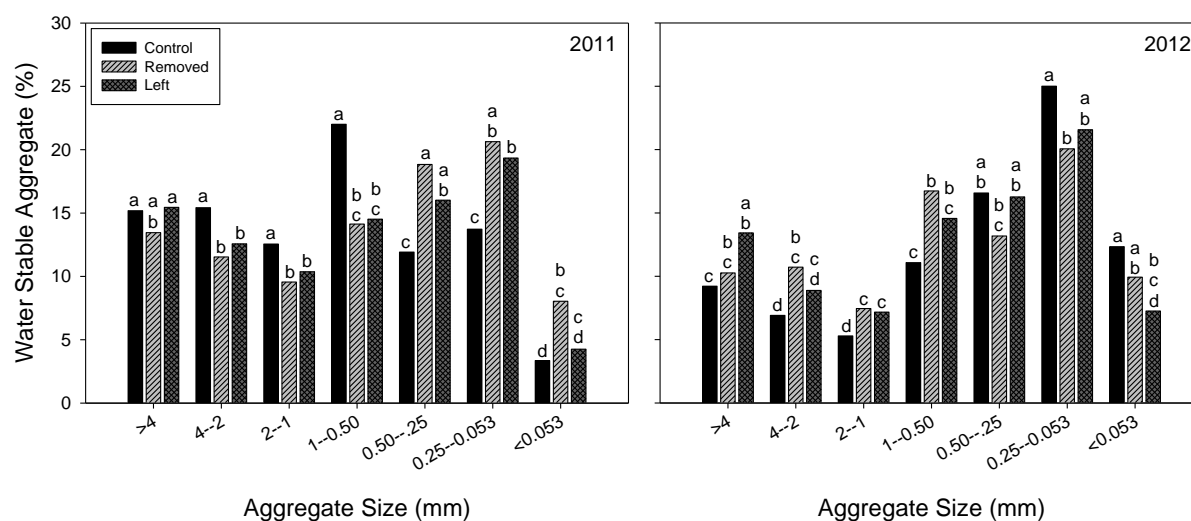 Water Stable Aggregate (%)
30
25
20
15
10
5
0
2011
Control
Removed
Left
a
a
b
a
a
b
b
a
b
b
a
b
c
b
c
c
a
a
b
c
a
b
b
d
b
c
c
d
>4
4--2
2--1
1--0.50
0.50--.25
0.25--0.053
<0.053
Aggregate Size (mm)
2012
c
b
c
a
b
d
b
c
c
d
d
c
c
c
b
b
c
a
b
b
c
a
b
a
b
a
b
a
a
b
b
c
d
>4
4--2
2--1
1--0.50
0.50--.25
0.25--0.053
<0.053
Aggregate Size (mm)